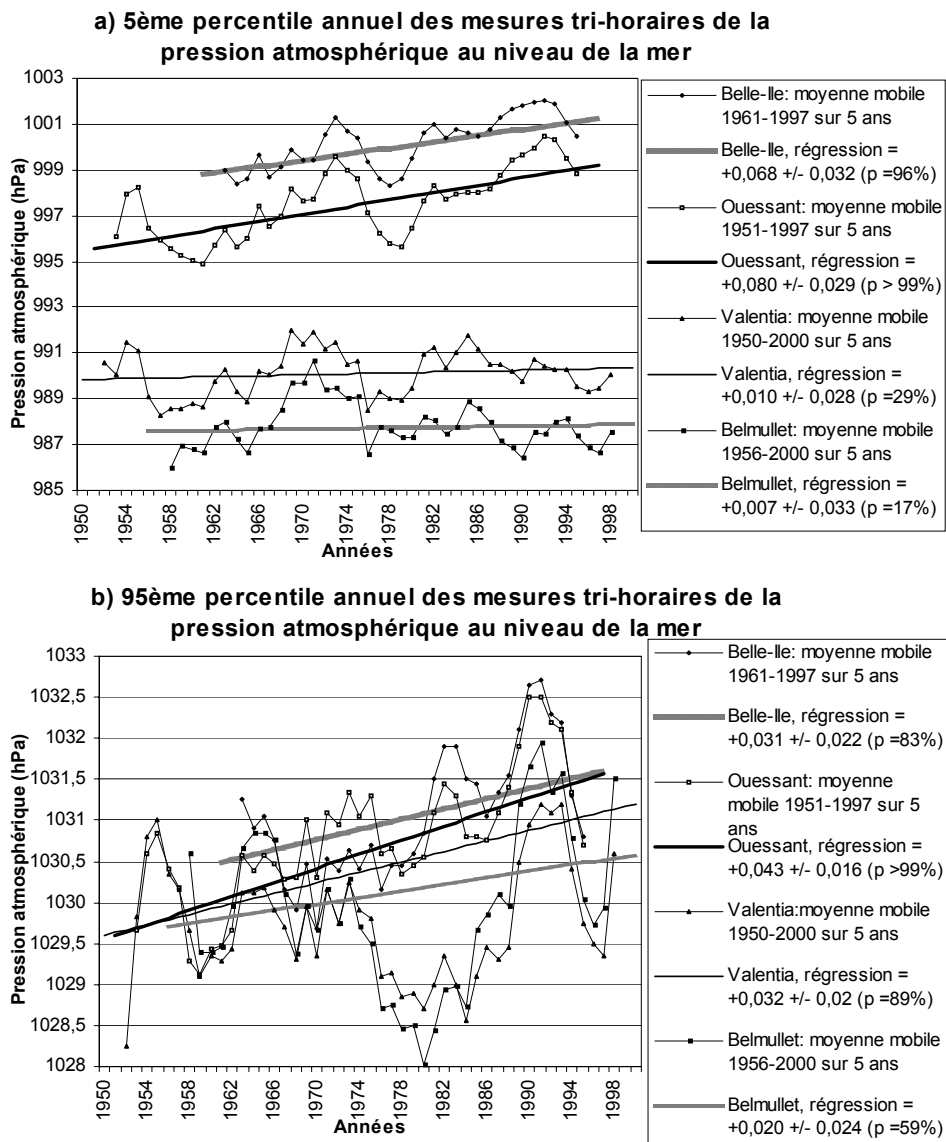 a) 5ème percentile annuel des mesures tri-horaires de la
pression atmosphérique au niveau de la mer
Pression atmosphérique (hPa)
1003
1001
999
997
995
993
991
989
987
985
1950
1954
1958
1962
1966
1970
1974
1978
1982
1986
1990
1994
1998
Années
Belle-Ile: moyenne mobile
1961-1997 sur 5 ans
Belle-Ile, régression =
+0,068 +/- 0,032 (p =96%)
Ouessant: moyenne mobile
1951-1997 sur 5 ans
Ouessant, régression =
+0,080 +/- 0,029 (p > 99%)
Valentia: moyenne mobile
1950-2000 sur 5 ans
Valentia, régression =
+0,010 +/- 0,028 (p =29%)
Belmullet: moyenne mobile
1956-2000 sur 5 ans
Belmullet, régression =
+0,007 +/- 0,033 (p =17%)
b) 95ème percentile annuel des mesures tri-horaires de la
pression atmosphérique au niveau de la mer
Pression atmosphérique (hPa)
1033
1032,5
1032
1031,5
1031
1030,5
1030
1029,5
1029
1028,5
1028
1950
1954
1958
1962
1966
1970
1974
1978
1982
1986
1990
1994
1998
Années
Belle-Ile: moyenne mobile
1961-1997 sur 5 ans
Belle-Ile, régression =
+0,031 +/- 0,022 (p =83%)
Ouessant: moyenne
mobile 1951-1997 sur 5
ans
Ouessant, régression =
+0,043 +/- 0,016 (p >99%)
Valentia:moyenne mobile
1950-2000 sur 5 ans
Valentia, régression =
+0,032 +/- 0,02 (p =89%)
Belmullet: moyenne mobile
1956-2000 sur 5 ans
Belmullet, régression =
+0,020 +/- 0,024 (p =59%)